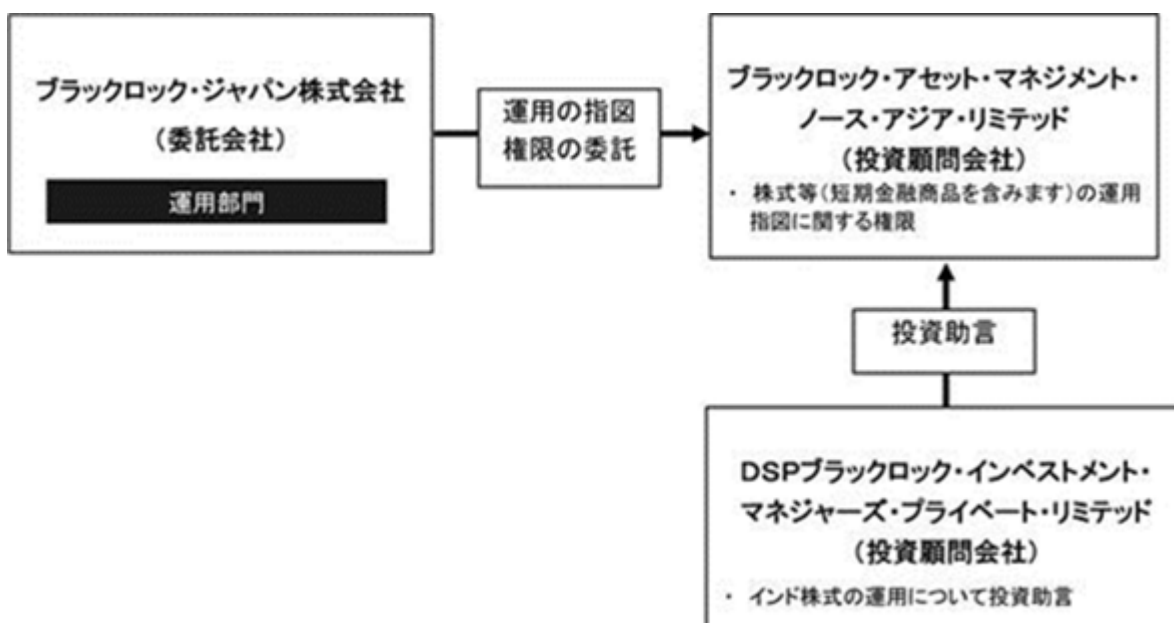 ブラックロック・ジャパン株式会社
(委託会社)
運用部門
運用の指図
権限の委託
ブラックロック・アセット・マネジメント・
ノース・アジア・リミテッド
(投資顧問会社)
・ 株式等(短期金融商品を含みます)の運用
指図に関する権限
投資助言
DSPブラックロック・インベストメント・
マネジャーズ・プライベート・リミテッド
(投資顧問会社)
・ インド株式の運用について投資助言